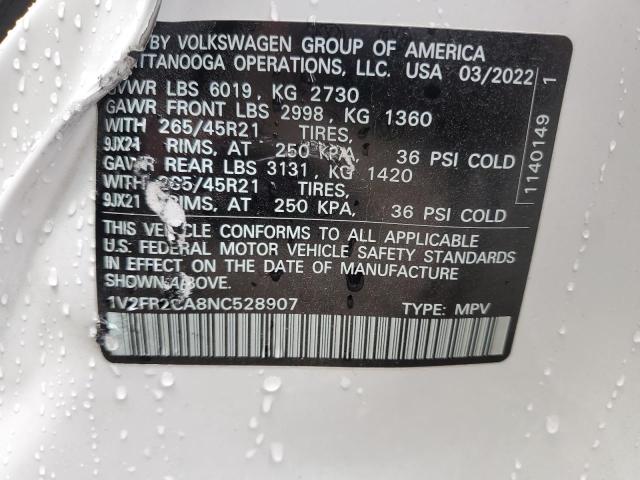 BY VOLKSWAGEN GROUP OF AMERICA
ATTANOOGA OPERATIONS, LLC. USA 03/2022
GVWR LBS 6019, KG 2730
GAWR FRONT LBS 2998, KG 1360
WITH 265/45R21 TIRES,
9JX21 RIMS, AT 250 KPA, 36 PSI COLD
GAWR REAR LBS 3131, KG 1420
WITH 265/45R21 TIRES,
9JX21 RIMS, AT 250 KPA, 36 PSI COLD
THIS VEHICLE CONFORMS TO ALL APPLICABLE
U.S. FEDERAL MOTOR VEHICLE SAFETY STANDARDS
IN EFFECT ON THE DATE OF MANUFACTURE
SHOWN ABOVE.
1V2FR2CA8NC528907 TYPE: MPV
1140149 1